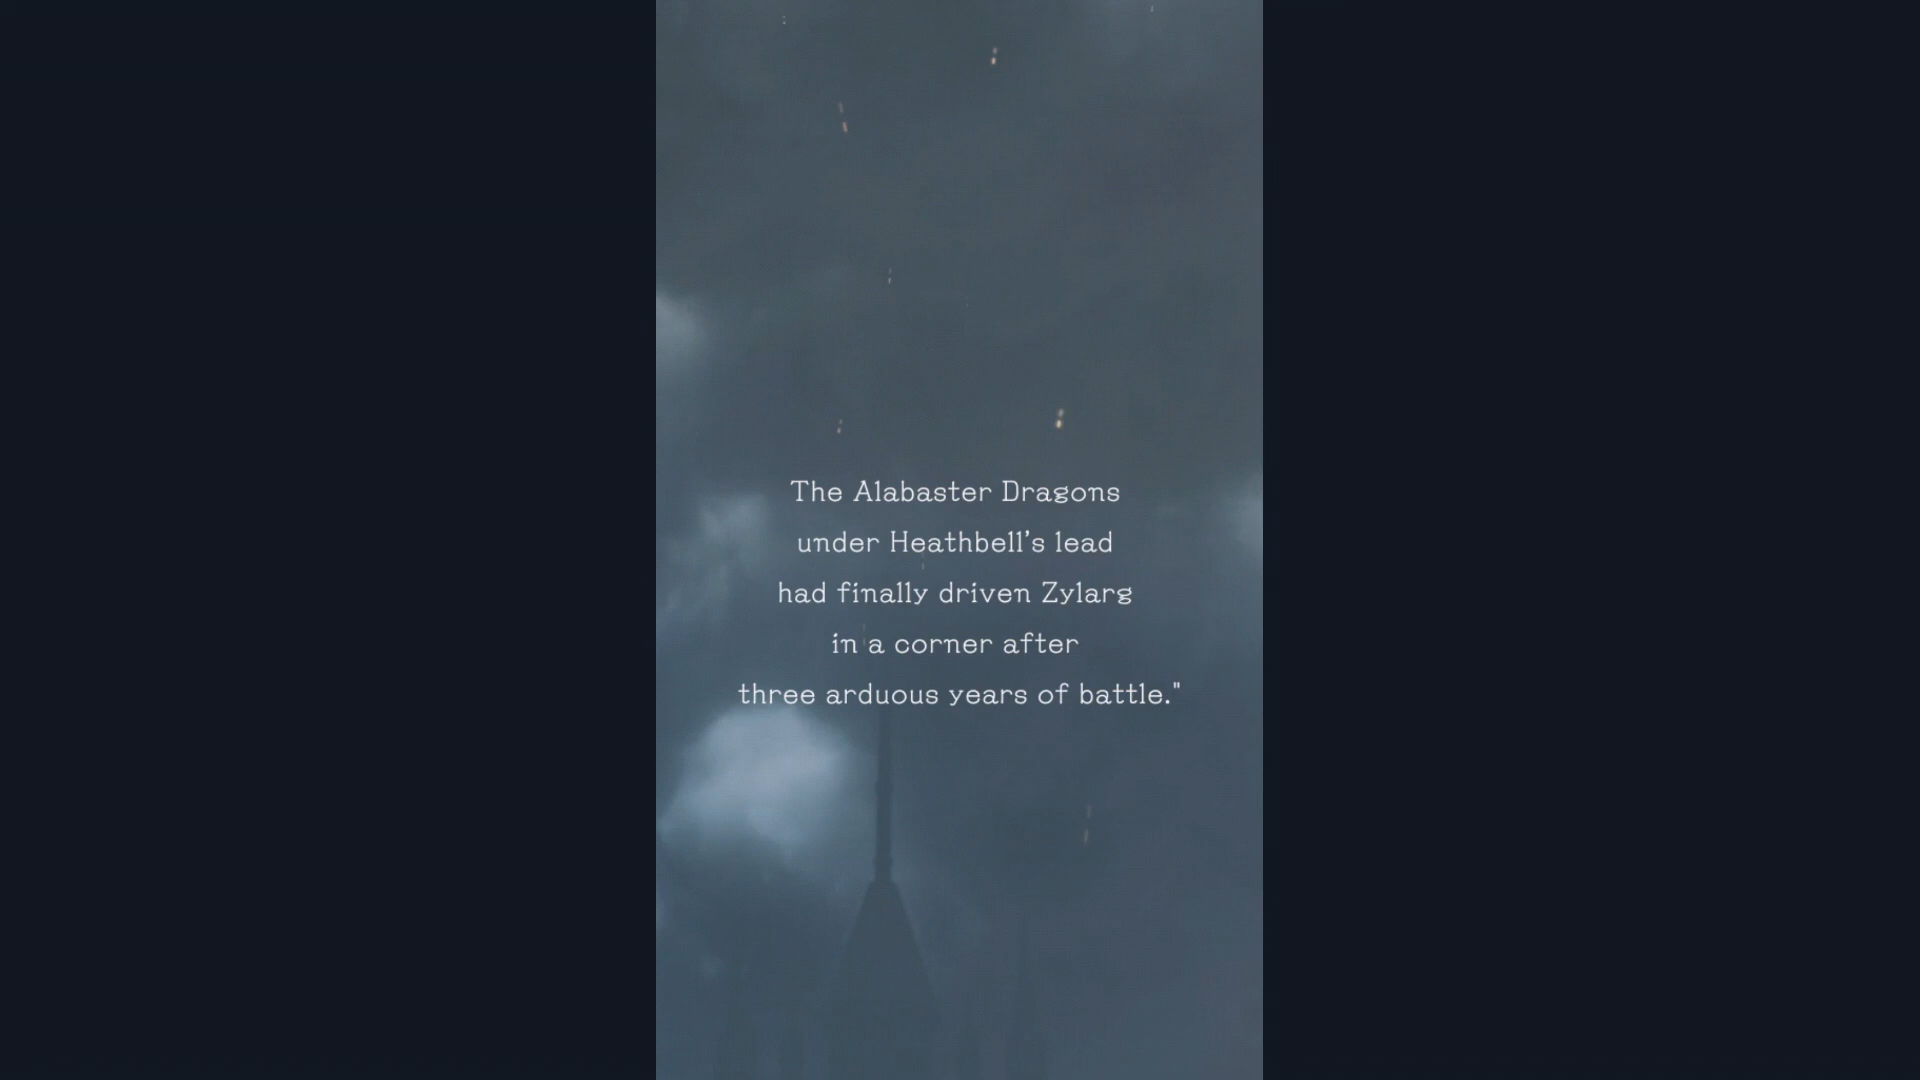 The Alabaster Dragons
under Heathbell’s lead
had finally driven Zylarg
in a corner after
three arduous years of battle."